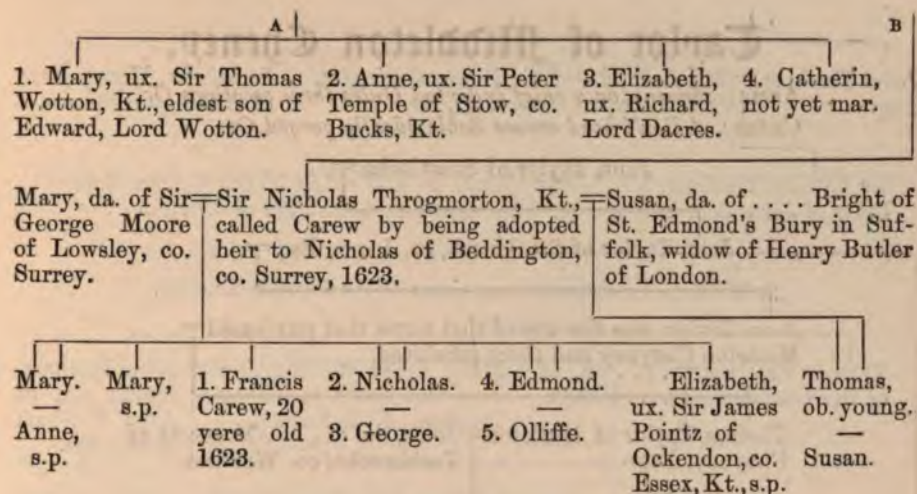 A
B
1. Mary, ux. Sir Thomas
Wotton, Kt., eldest son of
Edward, Lord Wotton.
2. Anne, ux. Sir Peter
Temple of Stow, co.
Bucks, Kt.
3. Elizabeth,
ux. Richard,
Lord Dacres.
4. Catherin,
not yet mar.
Mary, da. of Sir
George Moore
of Lowsley, co.
Surrey.
=Sir Nicholas Throgmorton, Kt.,=
called Carew by being adopted
heir to Nicholas of Beddington,
co. Surrey, 1623.
Susan, da. of .... Bright of
St. Edmond's Bury in Suf-
folk, widow of Henry Butler
of London.
Mary.
—
Anne,
s.p.
Mary,
s.p.
1. Francis
Carew, 20
yere old
1623.
2. Nicholas.
—
3. George.
4. Edmond.
—
5. Olliffe.
Elizabeth,
ux. Sir James
Pointz of
Ockendon, co.
Essex, Kt., s.p.
Thomas,
ob. young.
—
Susan.